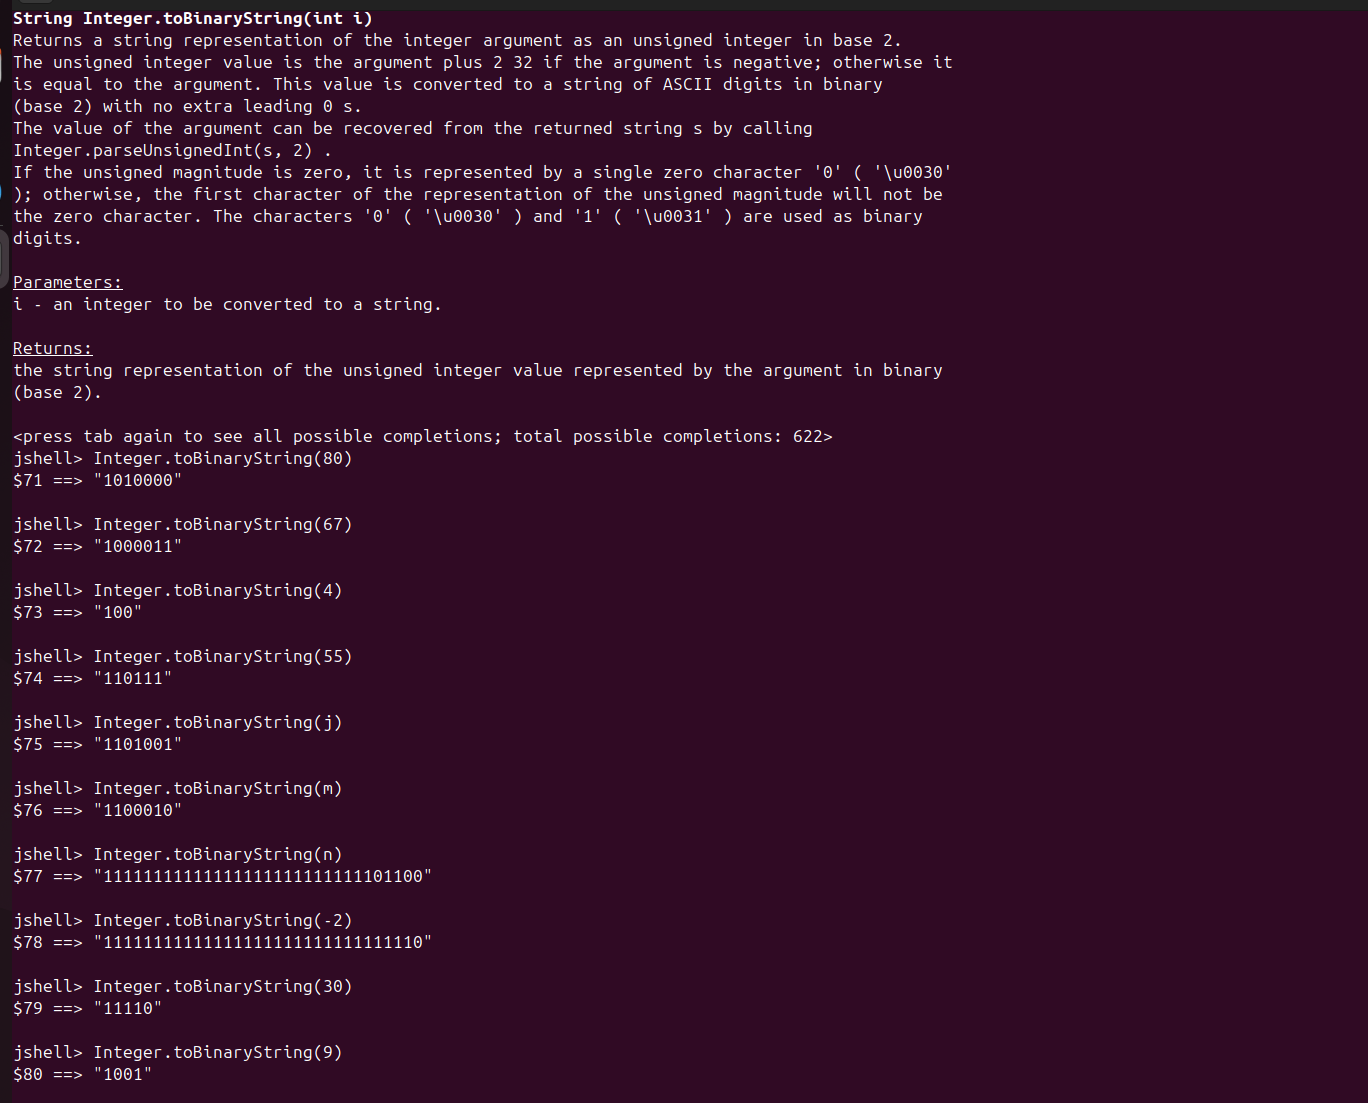 String Integer.toBinaryString(int i)
Returns a string representation of the integer argument as an unsigned integer in base 2.
The unsigned integer value is the argument plus 2 32 if the argument is negative; otherwise it
is equal to the argument. This value is converted to a string of ASCII digits in binary
(base 2) with no extra leading 0 s.
The value of the argument can be recovered from the returned string s by calling
Integer.parseUnsignedInt(s, 2) .
If the unsigned magnitude is zero, it is represented by a single zero character '0' ( '\u0030'
); otherwise, the first character of the representation of the unsigned magnitude will not be
the zero character. The characters '0' ( '\u0030' ) and '1' ( '\u0031' ) are used as binary
digits.
Parameters:
i - an integer to be converted to a string.
Returns:
the string representation of the unsigned integer value represented by the argument in binary
(base 2).
<press tab again to see all possible completions; total possible completions: 622>
jshell> Integer.toBinaryString(80)
$71 ==> "1010000"
jshell> Integer.toBinaryString(67)
$72 ==> "1000011"
jshell> Integer.toBinaryString(4)
$73 ==> "100"
jshell> Integer.toBinaryString(55)
$74 ==> "110111"
jshell> Integer.toBinaryString(j)
$75 ==> "1101001"
jshell> Integer.toBinaryString(m)
$76 ==> "1100010"
jshell> Integer.toBinaryString(n)
$77 ==> "11111111111111111111111111101100"
jshell> Integer.toBinaryString(-2)
$78 ==> "11111111111111111111111111111110"
jshell> Integer.toBinaryString(30)
$79 ==> "11110"
jshell> Integer.toBinaryString(9)
$80 ==> "1001"